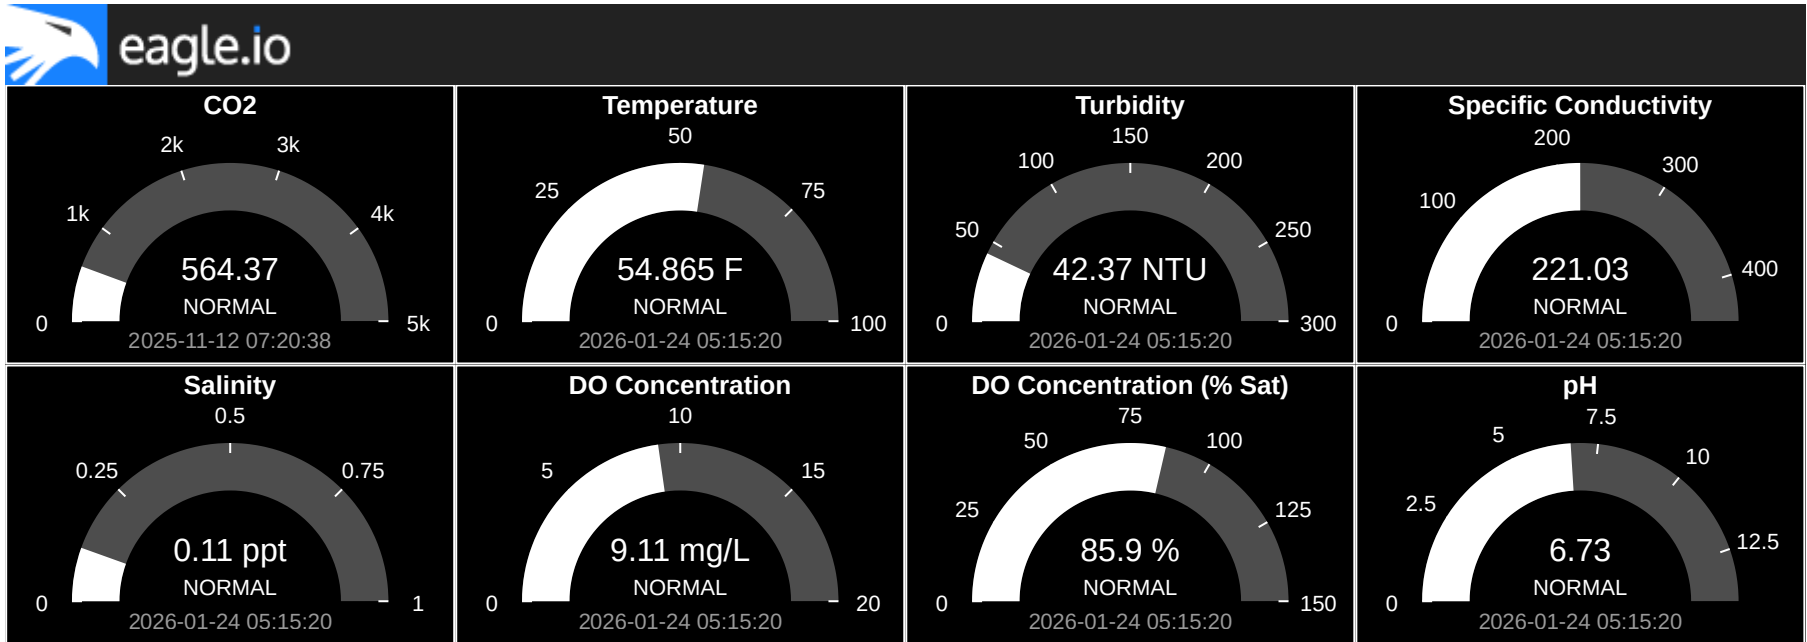 eagle.io
CO2
2k
3k
1k
4k
564.37
NORMAL
0
5k
2025-11-12 07:20:38
Temperature
50
25
75
54.865 F
NORMAL
0
100
2026-01-24 05:15:20
Turbidity
150
100
200
50
250
42.37 NTU
NORMAL
0
300
2026-01-24 05:15:20
Specific Conductivity
200
300
100
400
221.03
NORMAL
0
2026-01-24 05:15:20
Salinity
0.5
0.25
0.75
0.11 ppt
NORMAL
0
1
2026-01-24 05:15:20
DO Concentration
10
5
15
9.11 mg/L
NORMAL
0
20
2026-01-24 05:15:20
DO Concentration (% Sat)
75
50
100
25
125
85.9 %
NORMAL
0
150
2026-01-24 05:15:20
pH
7.5
5
10
2.5
12.5
6.73
NORMAL
0
2026-01-24 05:15:20